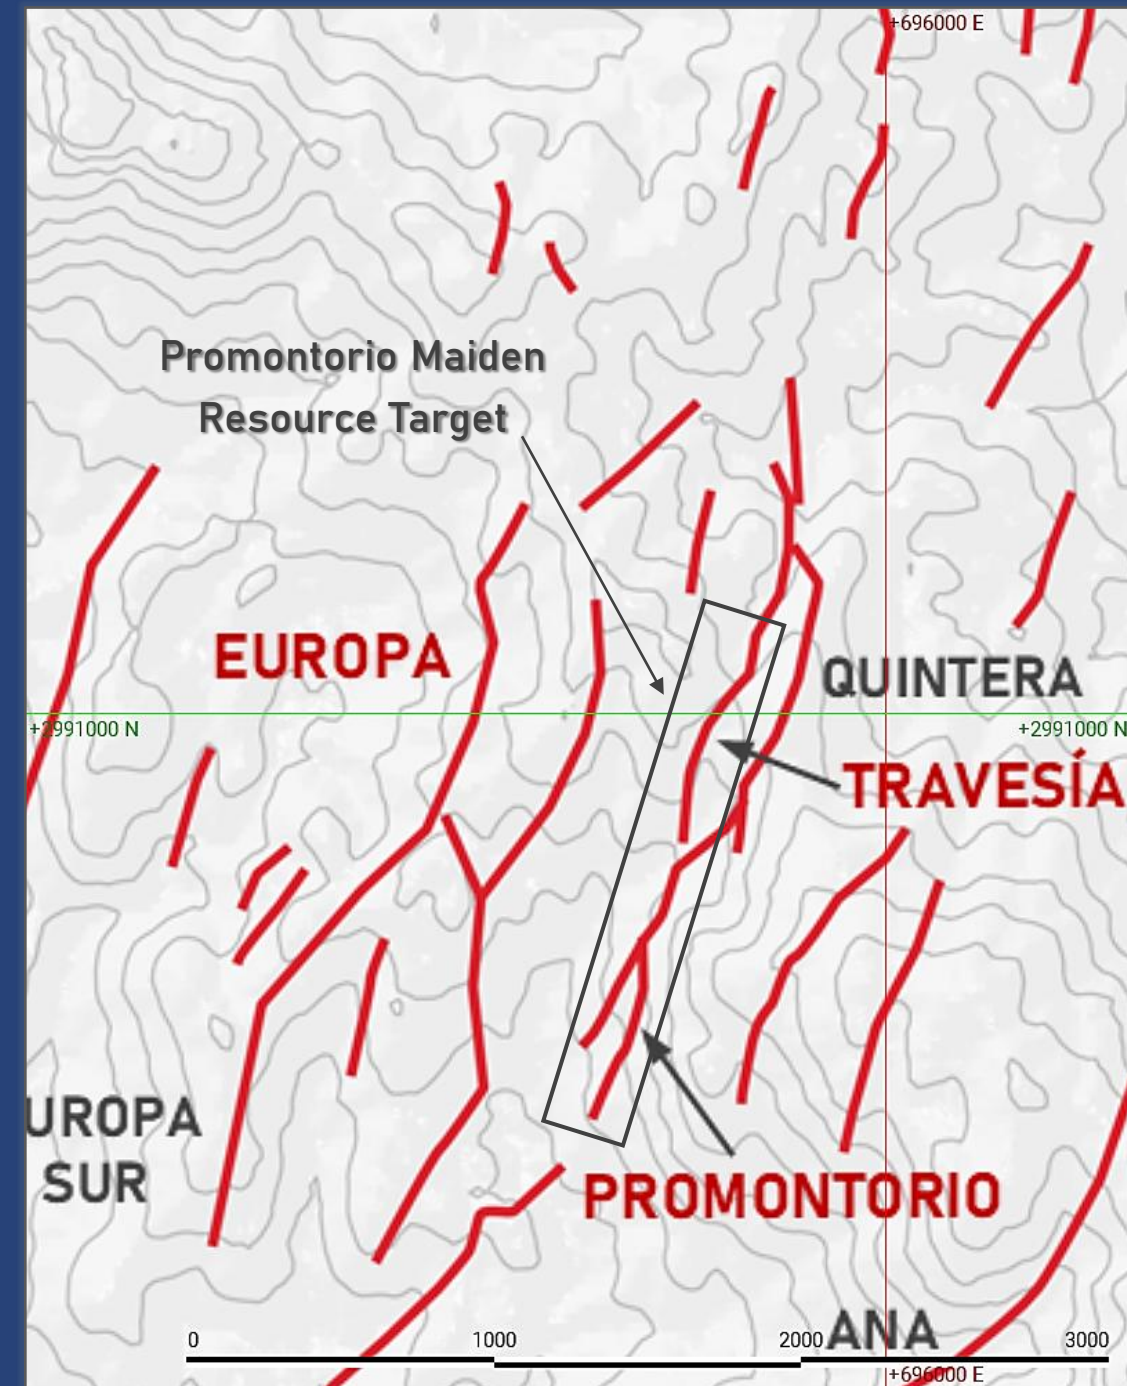 +696000 E
Promontorio Maiden
Resource Target
EUROPA
QUINTERA
+2991000 N
+2991000 N
TRAVESÍA
UROPA
SUR
PROMONTORIO
ANA
0 1000 2000 3000
+696000 E